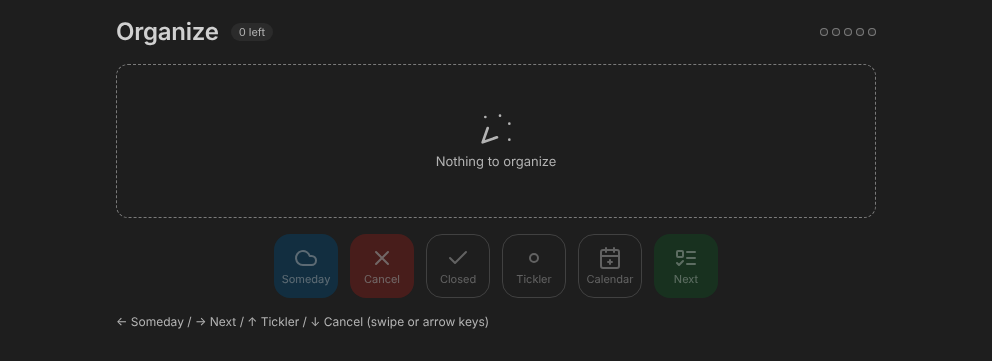 Organize 0 left
Nothing to organize
Someday Cancel Closed Tickler Calendar Next
← Someday / → Next / ↑ Tickler / ↓ Cancel (swipe or arrow keys)